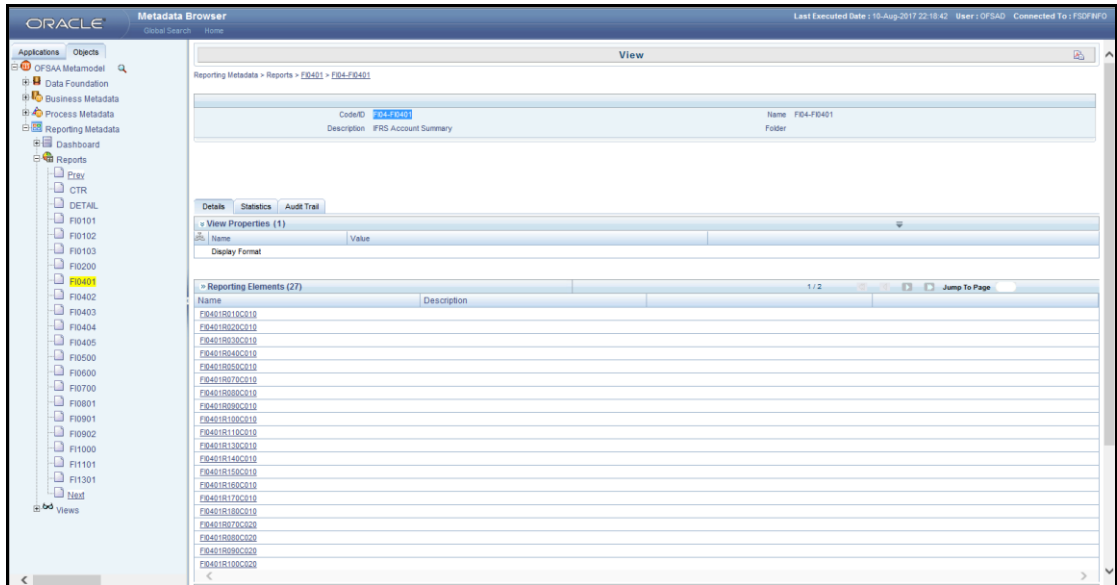 ORACLE
Metadata Browser
Global Search Home
Last Executed Date : 10-Aug-2017 22:18:42 User : OFSAD Connected To : FSDFINFO
Applications Objects
OFSAA Metamodel
Data Foundation
Business Metadata
Process Metadata
Reporting Metadata
Dashboard
Reports
Prev
CTR
DETAIL
FI0101
FI0102
FI0103
FI0200
FI0401
FI0402
FI0403
FI0404
FI0405
FI0500
FI0600
FI0700
FI0801
FI0901
FI0902
FI1000
FI1101
FI1301
Next
Views
View
Reporting Metadata > Reports > FI0401 > FI04-FI0401
Code/ID FI04-FI0401 Name FI04-FI0401
Description IFRS Account Summary Folder
Details Statistics Audit Trail
View Properties (1)
Name Value
Display Format
Reporting Elements (27) 1 / 2 Jump To Page
Name Description
FI0401R010C010
FI0401R020C010
FI0401R030C010
FI0401R040C010
FI0401R050C010
FI0401R070C010
FI0401R080C010
FI0401R090C010
FI0401R100C010
FI0401R110C010
FI0401R130C010
FI0401R140C010
FI0401R150C010
FI0401R160C010
FI0401R170C010
FI0401R180C010
FI0401R070C020
FI0401R080C020
FI0401R090C020
FI0401R100C020